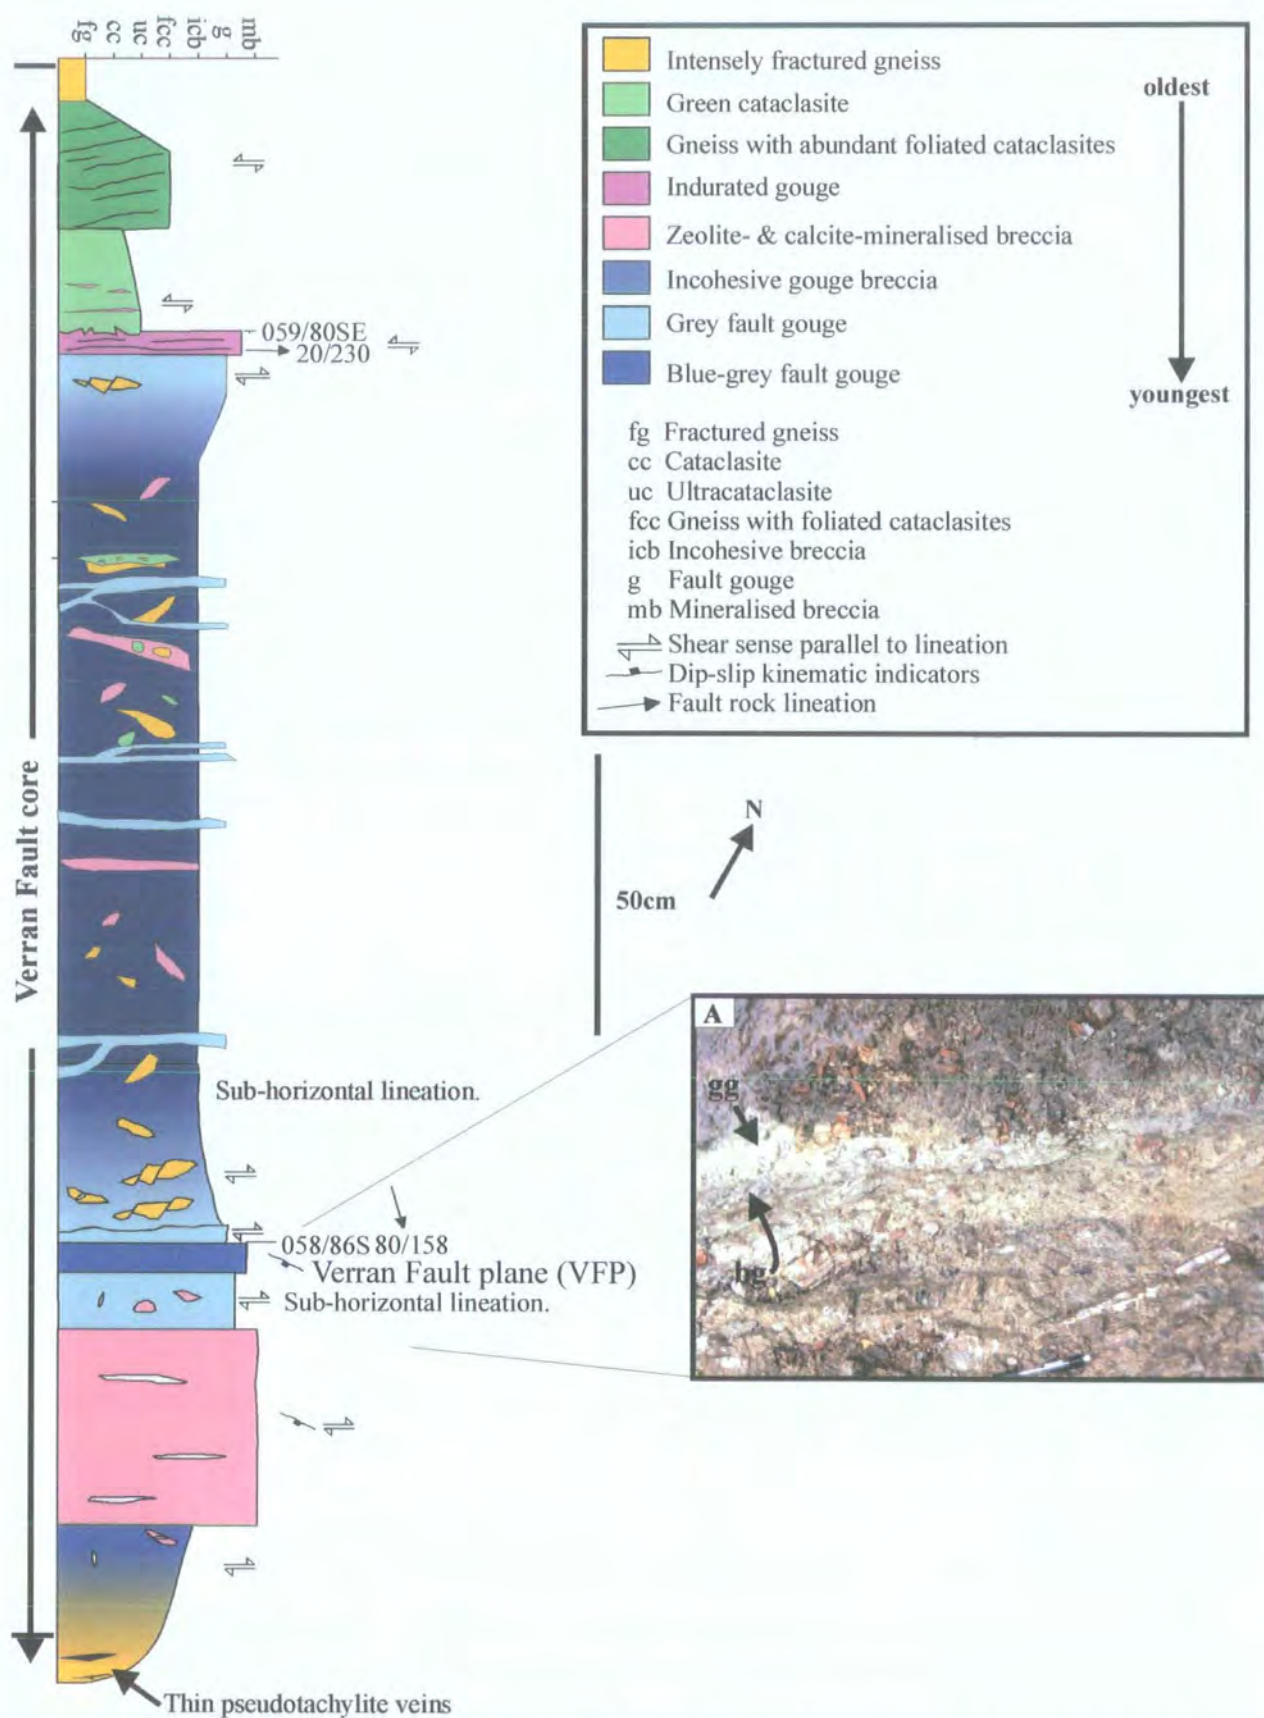 fg
cc
uc
fcc
icb
g
mb
Intensely fractured gneiss
Green cataclasite
Gneiss with abundant foliated cataclasites
Indurated gouge
Zeolite- & calcite-mineralised breccia
Incohesive gouge breccia
Grey fault gouge
Blue-grey fault gouge
oldest
youngest
fg Fractured gneiss
cc Cataclasite
uc Ultracataclasite
fcc Gneiss with foliated cataclasites
icb Incohesive breccia
g Fault gouge
mb Mineralised breccia
Shear sense parallel to lineation
Dip-slip kinematic indicators
Fault rock lineation
059/80SE
20/230
Verran Fault core
N
50cm
A
gg
bg
Sub-horizontal lineation.
058/86S 80/158
Verran Fault plane (VFP)
Sub-horizontal lineation.
Thin pseudotachylite veins